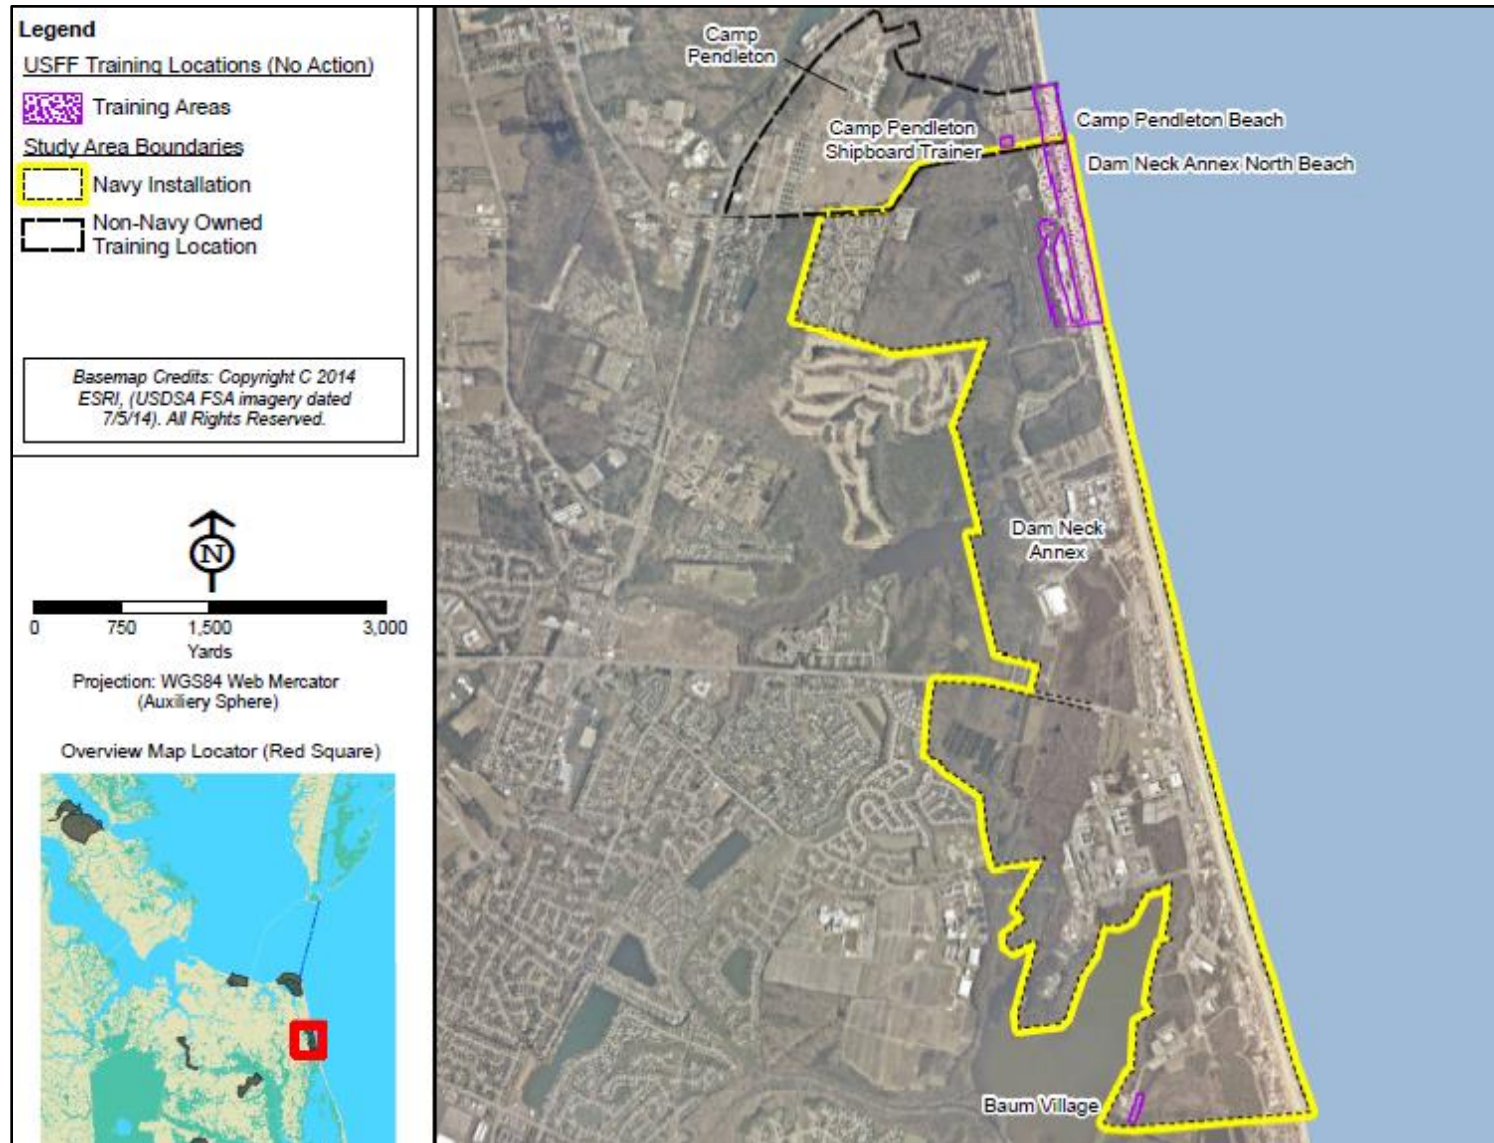 Legend
USFF Training Locations (No Action)
Training Areas
Study Area Boundaries
Navy Installation
Non-Navy Owned
Training Location
Basemap Credits: Copyright C 2014
ESRI, (USDSA FSA imagery dated
7/5/14). All Rights Reserved.
N
0 750 1,500 3,000
Yards
Projection: WGS84 Web Mercator
(Auxiliery Sphere)
Overview Map Locator (Red Square)
Camp
Pendleton
Camp Pendleton
Shipboard Trainer
Camp Pendleton Beach
Dam Neck Annex North Beach
Dam Neck
Annex
Baum Village